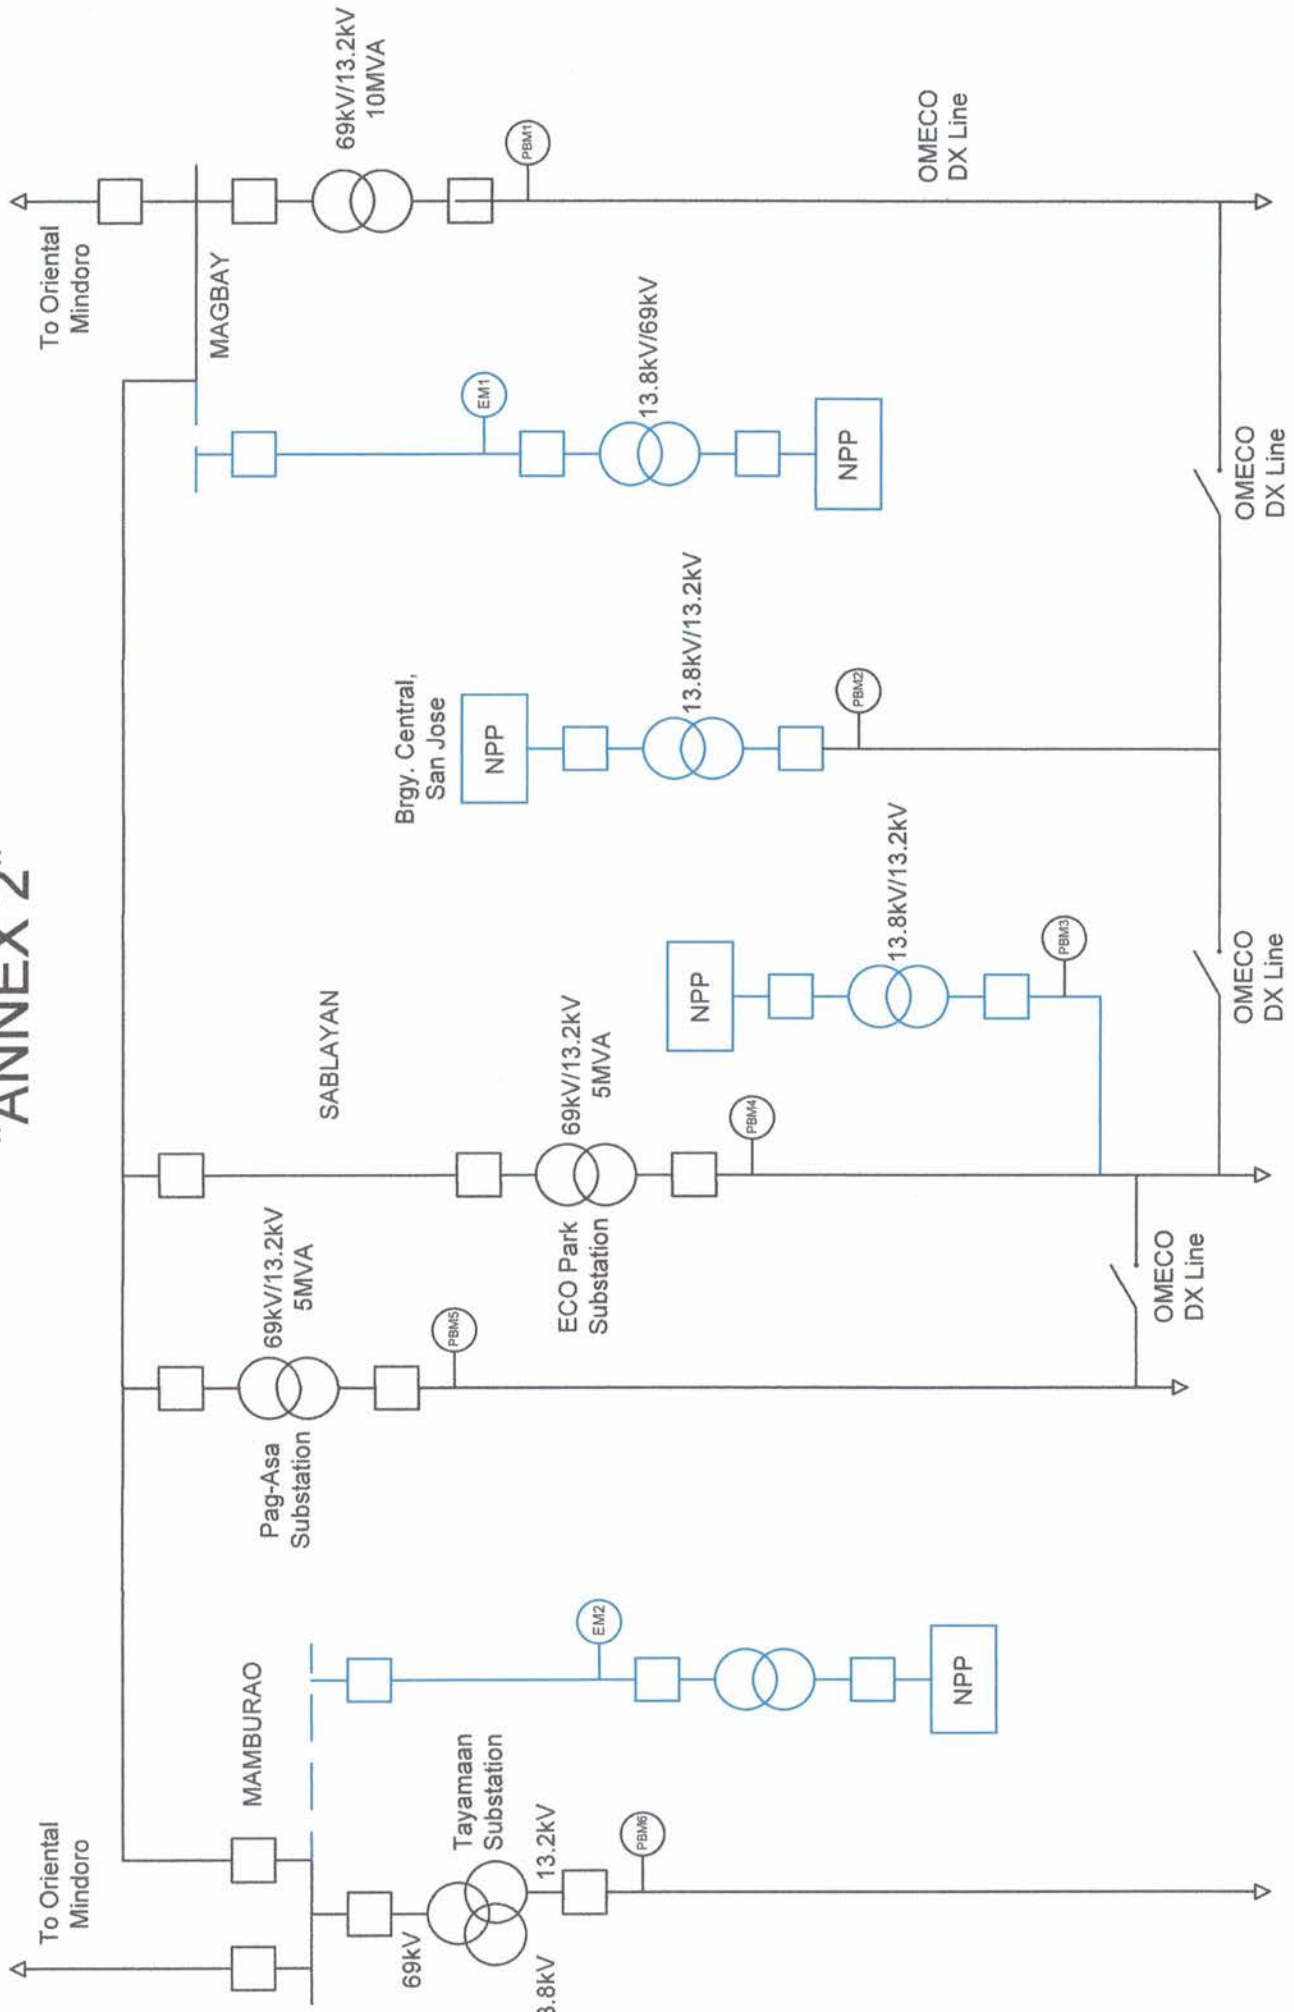 "ANNEX 2"
To Oriental
Mindoro
MAMBURAO
69kV
Tayamaan
Substation
13.2kV
PBM6
3.8kV
EM2
NPP
Pag-Asa
Substation
69kV/13.2kV
5MVA
PBM5
SABLAYAN
ECO Park
Substation
69kV/13.2kV
5MVA
PBM4
OMECO
DX Line
NPP
13.8kV/13.2kV
PBM3
OMECO
DX Line
Brgy. Central,
San Jose
NPP
13.8kV/13.2kV
PBM2
OMECO
DX Line
To Oriental
Mindoro
MAGBAY
EM1
13.8kV/69kV
NPP
69kV/13.2kV
10MVA
PBM1
OMECO
DX Line